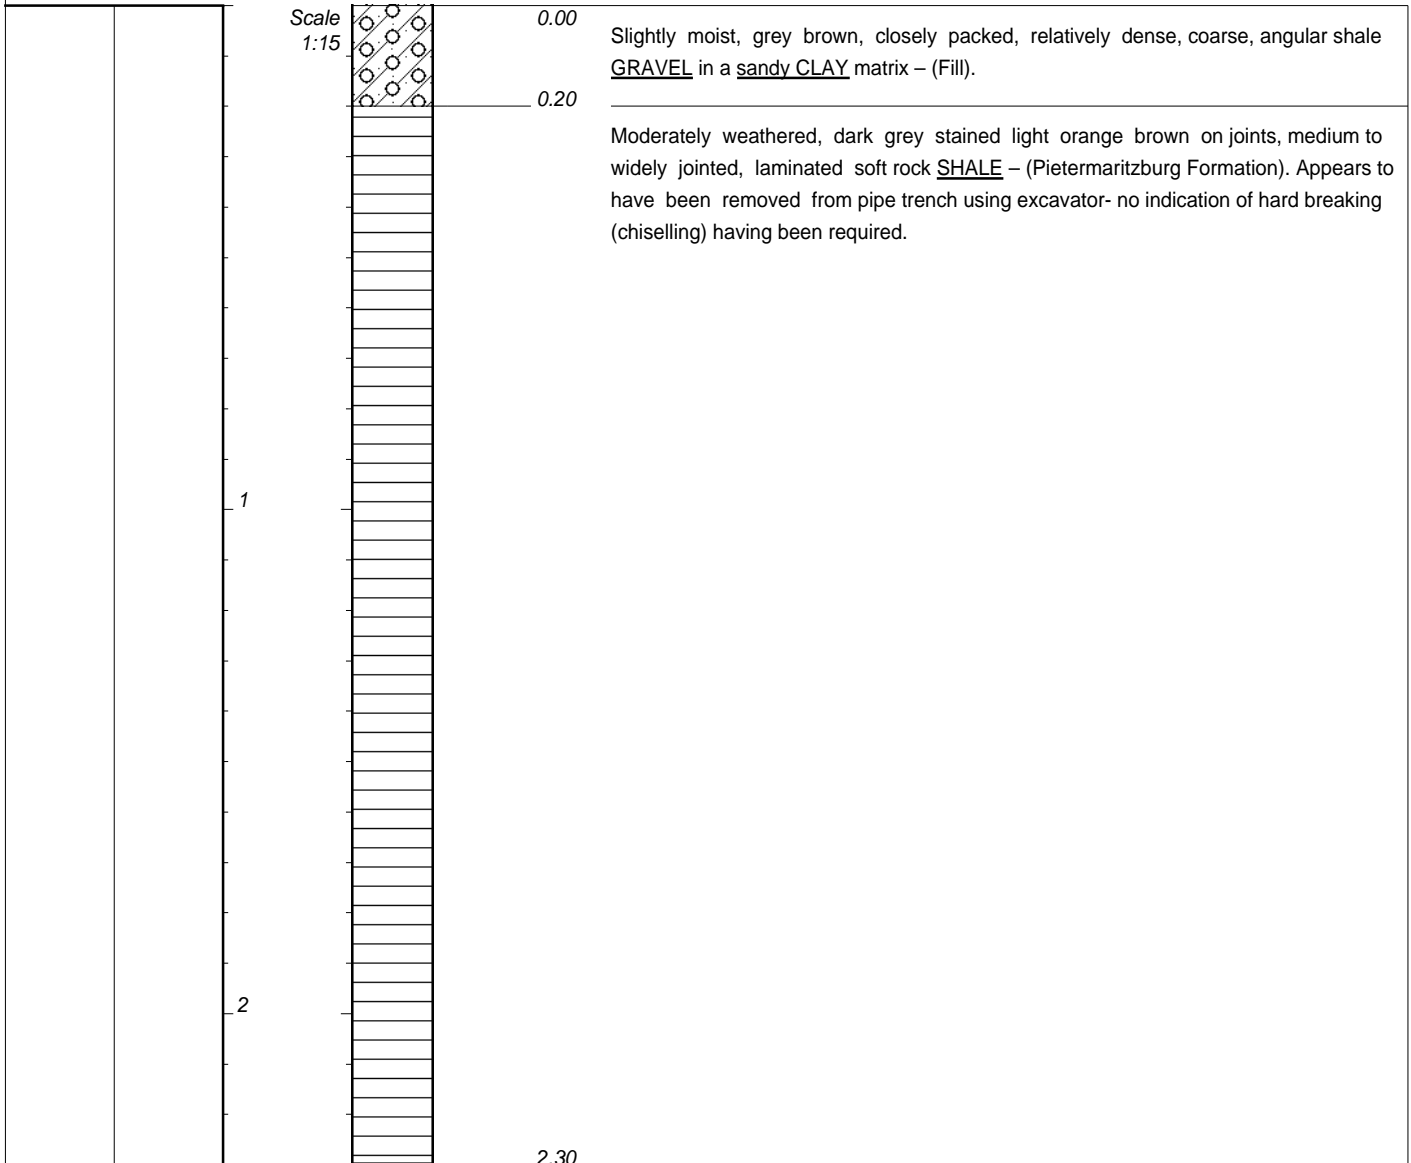 Scale
1:15
0.00
Slightly moist, grey brown, closely packed, relatively dense, coarse, angular shale
GRAVEL in a sandy CLAY matrix – (Fill).
0.20
Moderately weathered, dark grey stained light orange brown on joints, medium to
widely jointed, laminated soft rock SHALE – (Pietermaritzburg Formation). Appears to
have been removed from pipe trench using excavator- no indication of hard breaking
(chiselling) having been required.
1
2
2.30